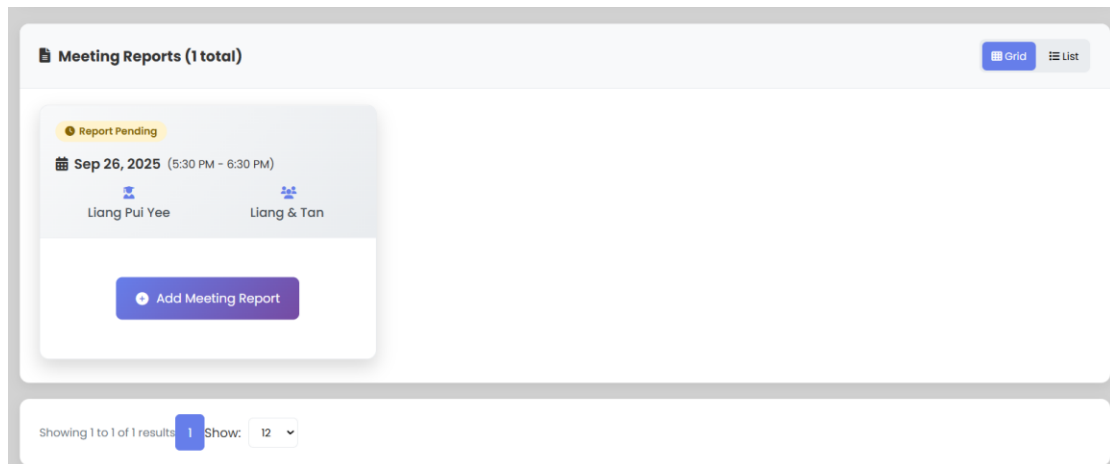 Meeting Reports (1 total)
Grid
List
Report Pending
Sep 26, 2025 (5:30 PM - 6:30 PM)
Liang Pui Yee
Liang & Tan
Add Meeting Report
Showing 1 to 1 of 1 results 1 Show: 12